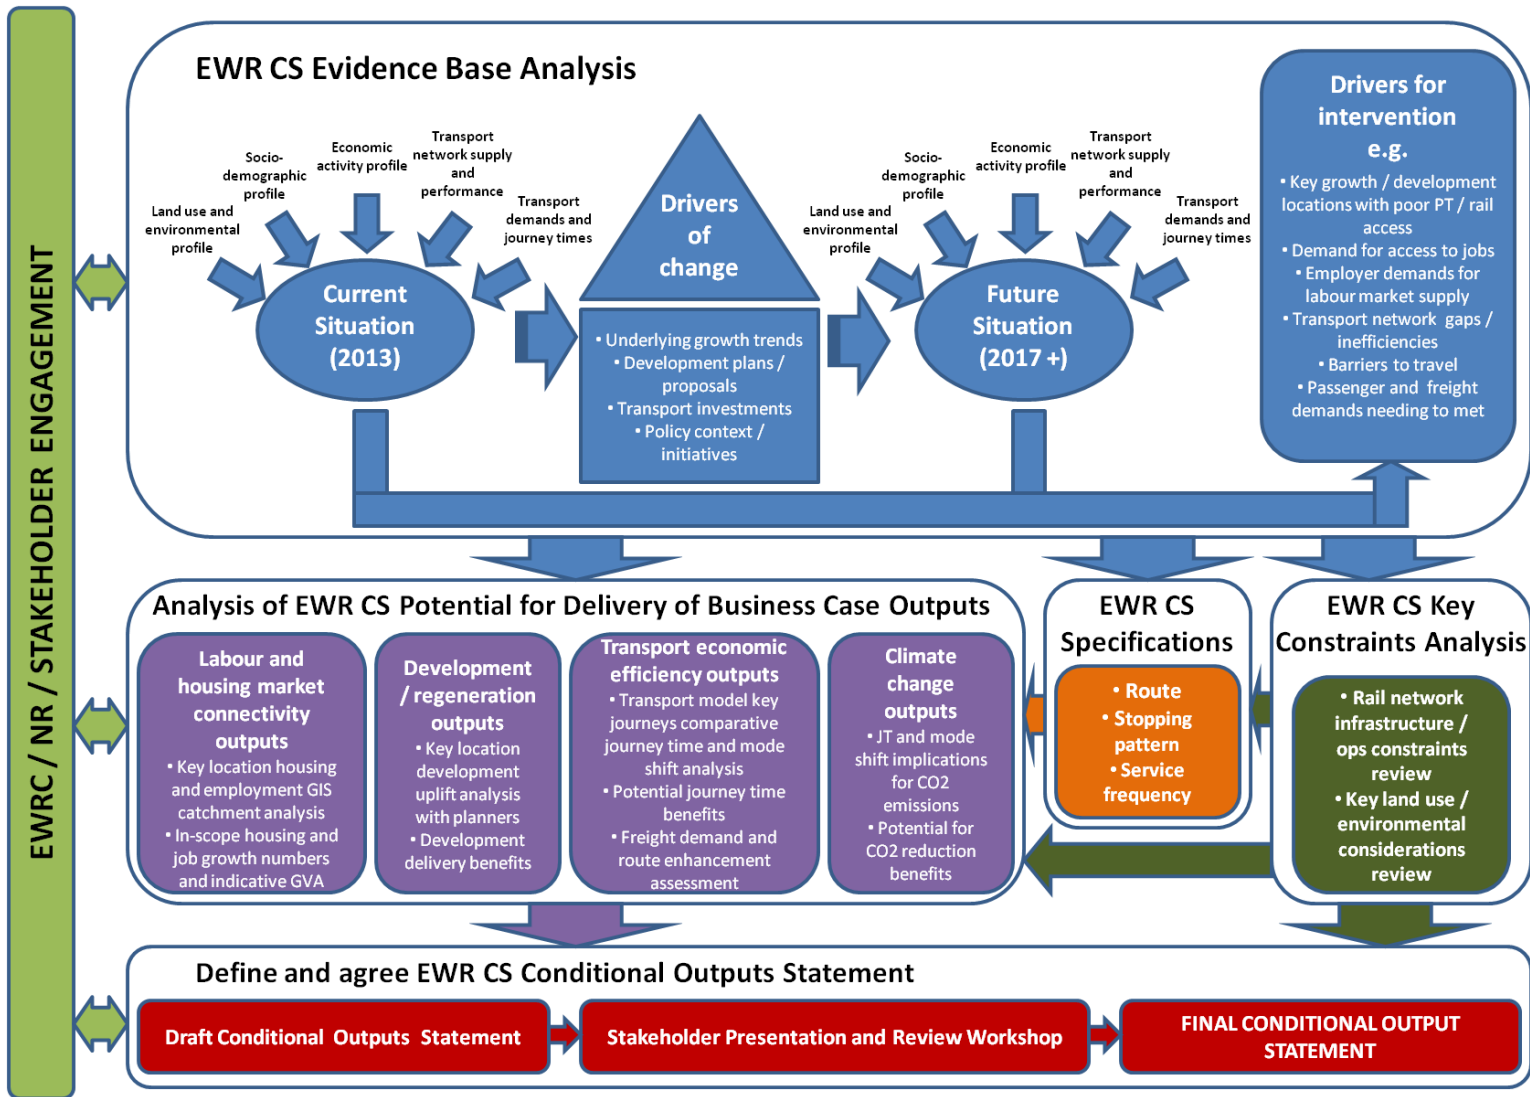 EWRC / NR / STAKEHOLDER ENGAGEMENT
EWR CS Evidence Base Analysis
Land use and
environmental
profile
Socio-
demographic
profile
Economic
activity profile
Transport
network supply
and
performance
Transport
demands and
journey times
Current
Situation
(2013)
Drivers
of
change
• Underlying growth trends
• Development plans /
proposals
• Transport investments
• Policy context /
initiatives
Land use and
environmental
profile
Socio-
demographic
profile
Economic
activity profile
Transport
network supply
and
performance
Transport
demands and
journey times
Future
Situation
(2017 +)
Drivers for
intervention
e.g.
• Key growth / development
locations with poor PT / rail
access
• Demand for access to jobs
• Employer demands for
labour market supply
• Transport network gaps /
inefficiencies
• Barriers to travel
• Passenger and freight
demands needing to met
Analysis of EWR CS Potential for Delivery of Business Case Outputs
Labour and
housing market
connectivity
outputs
• Key location housing
and employment GIS
catchment analysis
• In-scope housing and
job growth numbers
and indicative GVA
Development
/ regeneration
outputs
• Key location
development
uplift analysis
with planners
• Development
delivery benefits
Transport economic
efficiency outputs
• Transport model key
journeys comparative
journey time and mode
shift analysis
• Potential journey time
benefits
• Freight demand and
route enhancement
assessment
Climate
change
outputs
• JT and mode
shift implications
for CO2
emissions
• Potential for
CO2 reduction
benefits
EWR CS
Specifications
• Route
• Stopping
pattern
• Service
frequency
EWR CS Key
Constraints Analysis
• Rail network
infrastructure /
ops constraints
review
• Key land use /
environmental
considerations
review
Define and agree EWR CS Conditional Outputs Statement
Draft Conditional Outputs Statement
Stakeholder Presentation and Review Workshop
FINAL CONDITIONAL OUTPUT
STATEMENT